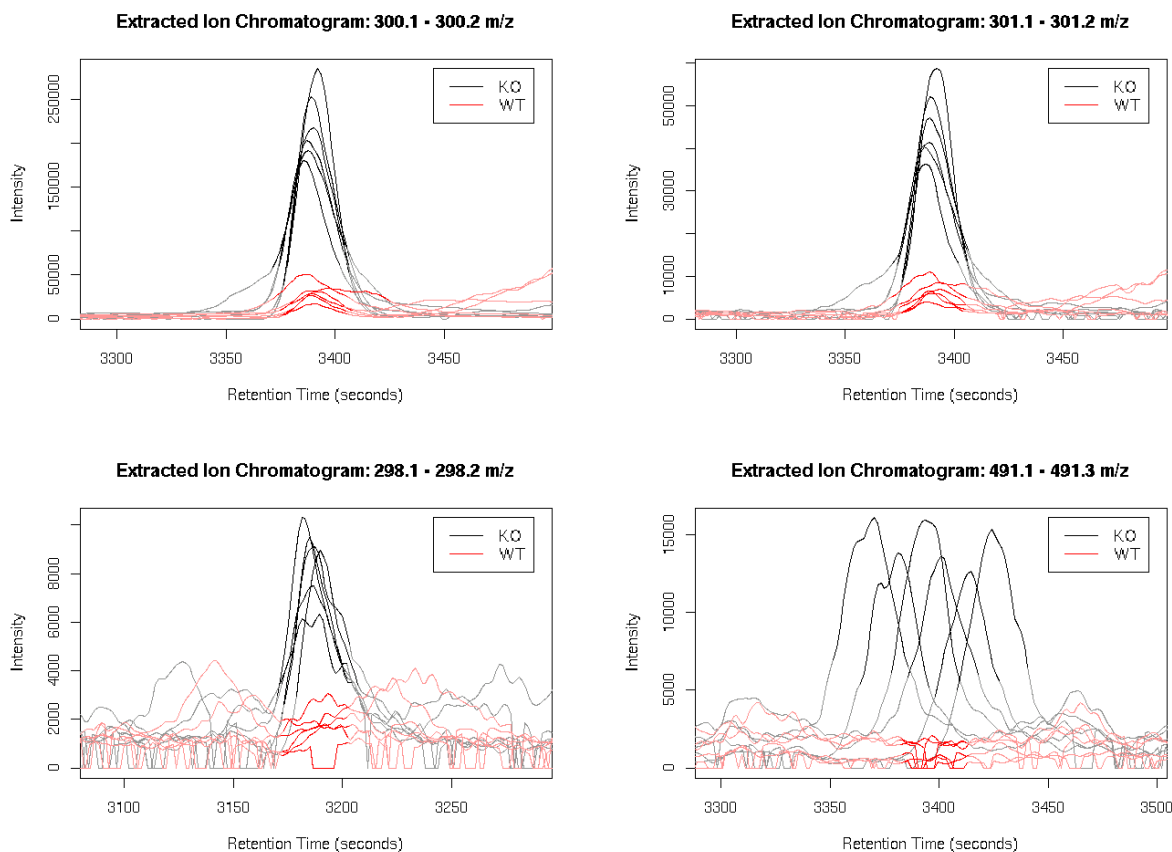 Extracted Ion Chromatogram: 300.1 - 300.2 m/z
Intensity
0
50000
150000
250000
KO
WT
3300
3350
3400
3450
Retention Time (seconds)
Extracted Ion Chromatogram: 301.1 - 301.2 m/z
Intensity
0
10000
30000
50000
KO
WT
3300
3350
3400
3450
Retention Time (seconds)
Extracted Ion Chromatogram: 298.1 - 298.2 m/z
Intensity
0
2000
4000
6000
8000
KO
WT
3100
3150
3200
3250
Retention Time (seconds)
Extracted Ion Chromatogram: 491.1 - 491.3 m/z
Intensity
0
5000
10000
15000
KO
WT
3300
3350
3400
3450
3500
Retention Time (seconds)